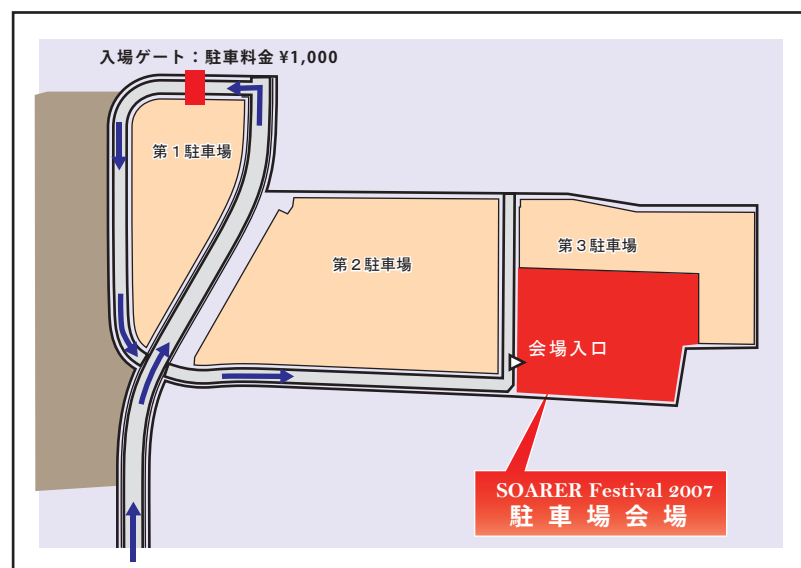 入場ゲート：駐車料金 ¥1,000
第１駐車場
第２駐車場
第３駐車場
会場入口
SOARER Festival 2007
駐車場会場